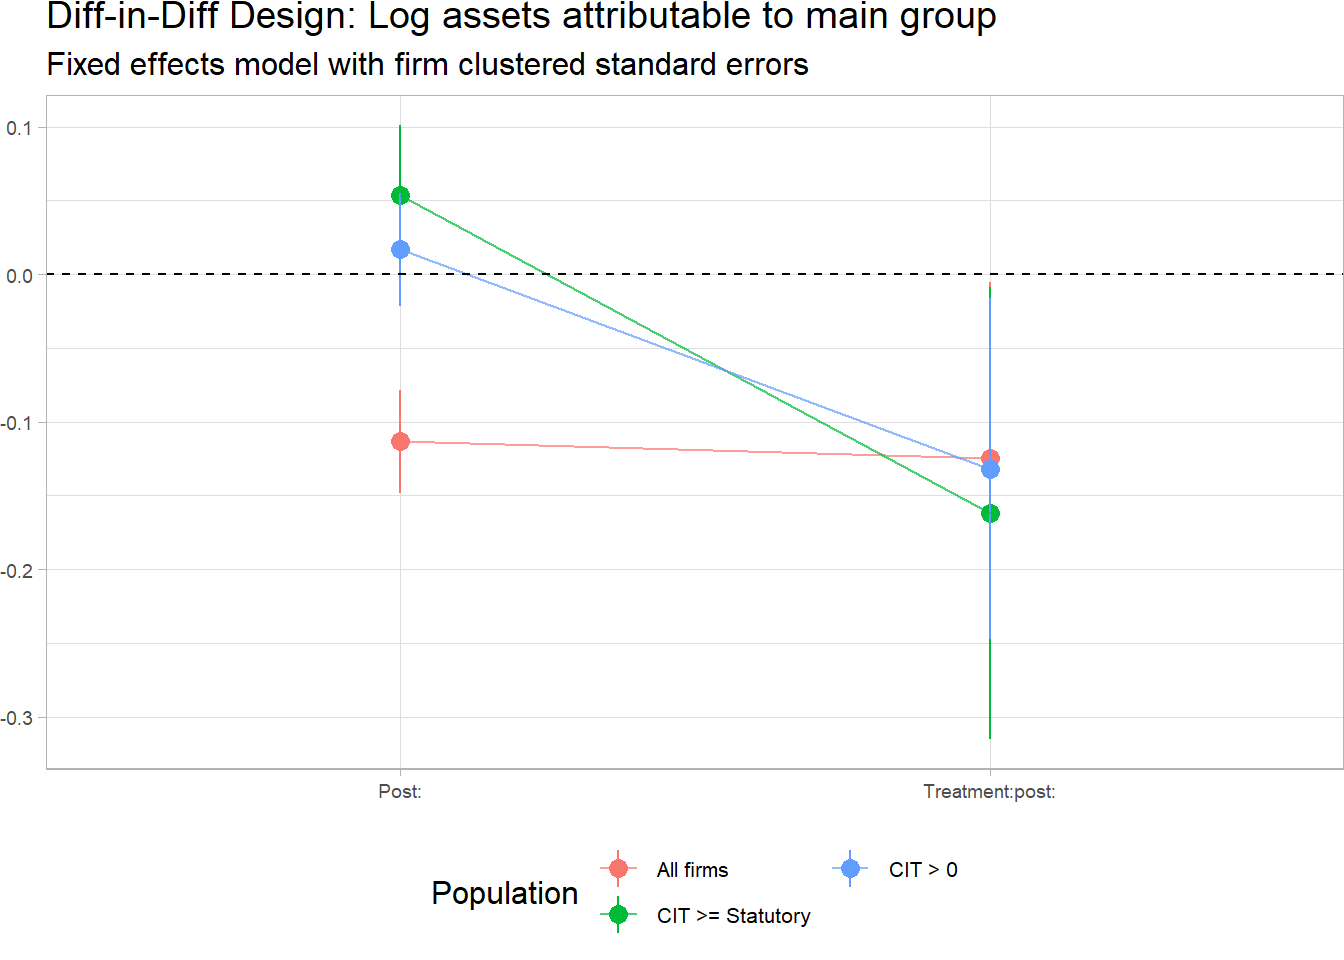 Diff-in-Diff Design: Log assets attributable to main group
Fixed effects model with firm clustered standard errors
0.1
0.0
-0.1
-0.2
-0.3
Post:
Treatment:post:
Population
All firms
CIT > 0
CIT >= Statutory